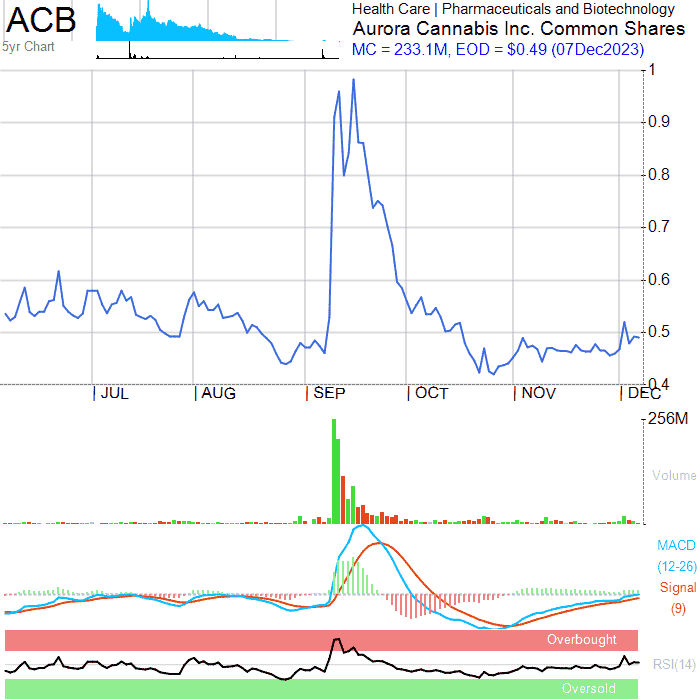 ACB
5yr Chart
Health Care | Pharmaceuticals and Biotechnology
Aurora Cannabis Inc. Common Shares
MC = 233.1M, EOD = $0.49 (07Dec2023)
1
0.9
0.8
0.7
0.6
0.5
0.4
JUL AUG SEP OCT NOV DEC
256M
Volume
MACD
(12-26)
Signal
(9)
Overbought
RSI(14)
Oversold